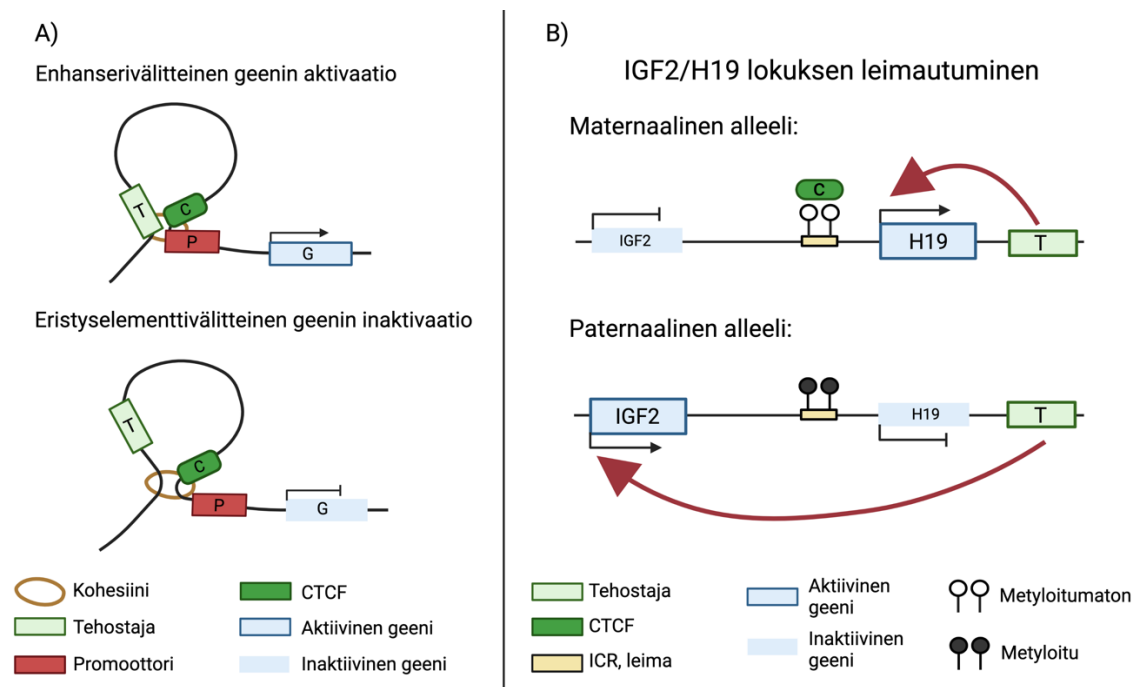 A)
Enhanserivälitteinen geenin aktivaatio
T
C
P
G
Eristyselementtivälitteinen geenin inaktivaatio
T
C
P
G
Kohesiini
CTCF
Tehostaja
Aktiivinen geeni
Promoottori
Inaktiivinen geeni
B)
IGF2/H19 lokuksen leimautuminen
Maternaalinen alleeli:
C
IGF2
H19
T
Paternaalinen alleeli:
IGF2
H19
T
Tehostaja
CTCF
ICR, leima
Aktiivinen
geeni
Inaktiivinen
geeni
Metyloitumaton
Metyloitu